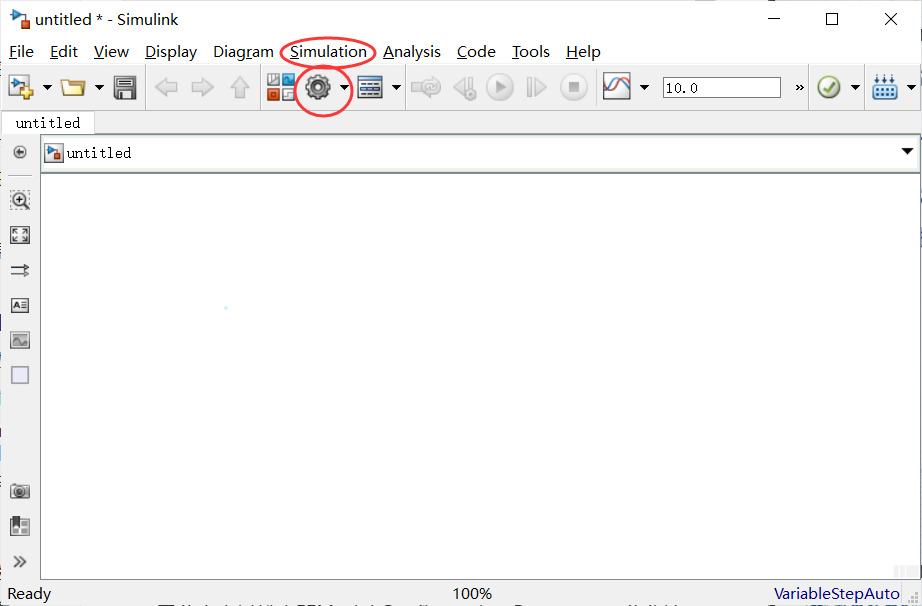 untitled * - Simulink
File Edit View Display Diagram Simulation Analysis Code Tools Help
10.0 »
untitled
untitled
Ready 100% VariableStepAuto